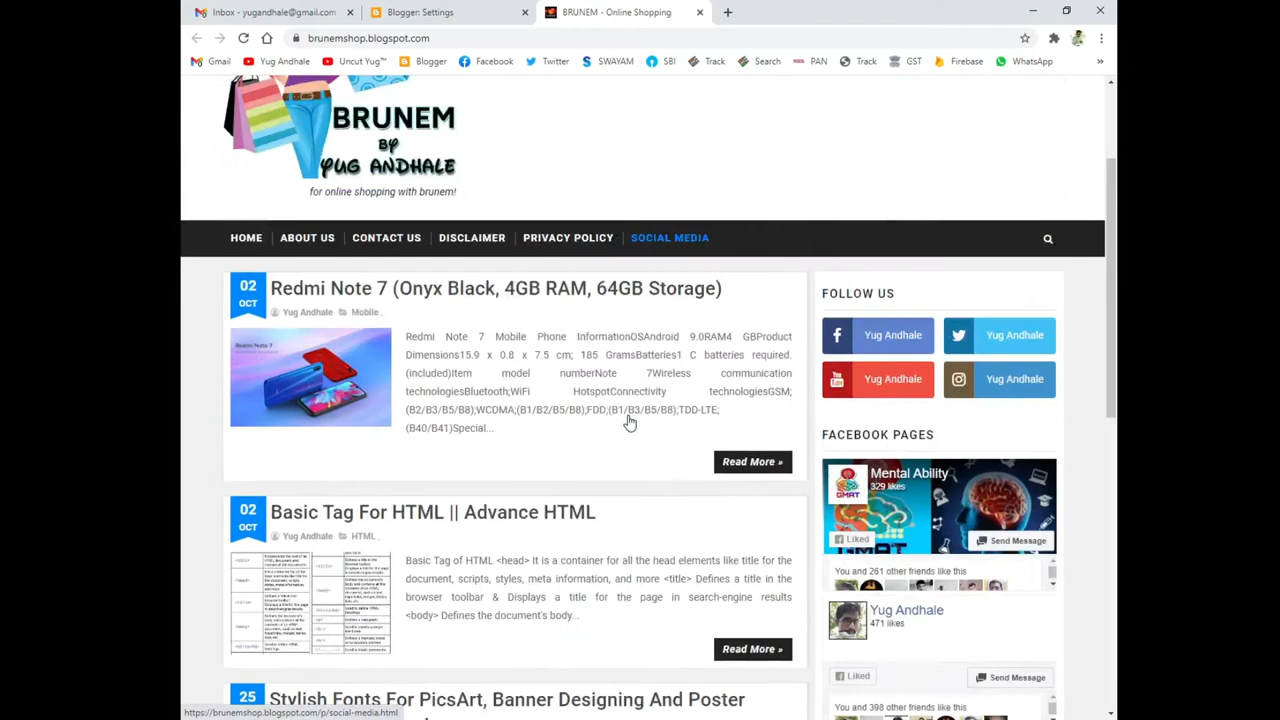 Inbox - yugandhale@gmail.com
Blogger: Settings
BRUNEM - Online Shopping
brunemshop.blogspot.com
Gmail
Yug Andhale
Uncut Yug™
Blogger
Facebook
Twitter
SWAYAM
SBI
Track
Search
PAN
Track
GST
Firebase
WhatsApp
BRUNEM
BY
YUG ANDHALE
for online shopping with brunem!
HOME
ABOUT US
CONTACT US
DISCLAIMER
PRIVACY POLICY
SOCIAL MEDIA
02
OCT
Redmi Note 7 (Onyx Black, 4GB RAM, 64GB Storage)
Yug Andhale
Mobile ,
Redmi Note 7
Redmi Note 7 Mobile Phone InformationOSAndroid 9.0RAM4 GBProduct
Dimensions15.9 x 0.8 x 7.5 cm; 185 GramsBatteries1 C batteries required.
(included)Item model numberNote 7Wireless communication
technologiesBluetooth;WiFi HotspotConnectivity technologiesGSM;
(B2/B3/B5/B8);WCDMA;(B1/B2/B5/B8);FDD;(B1/B3/B5/B8);TDD-LTE;
(B40/B41)Special...
Read More »
02
OCT
Basic Tag For HTML || Advance HTML
Yug Andhale
HTML ,
Basic Tag of HTML <head> It is a container for all the head elements like title for the
document, scripts, styles, meta information, and more <title> Defines a title in the
browser toolbar & Displays a title for the page in search-engine results
<body>Defines the documents body...
Read More »
25
Stylish Fonts For PicsArt, Banner Designing And Poster
FOLLOW US
Yug Andhale
Yug Andhale
Yug Andhale
Yug Andhale
FACEBOOK PAGES
GMAT
Mental Ability
329 likes
GMAT
Liked
Send Message
You and 261 other friends like this
Yug Andhale
471 likes
Liked
Send Message
You and 398 other friends like this
https://brunemshop.blogspot.com/p/social-media.html